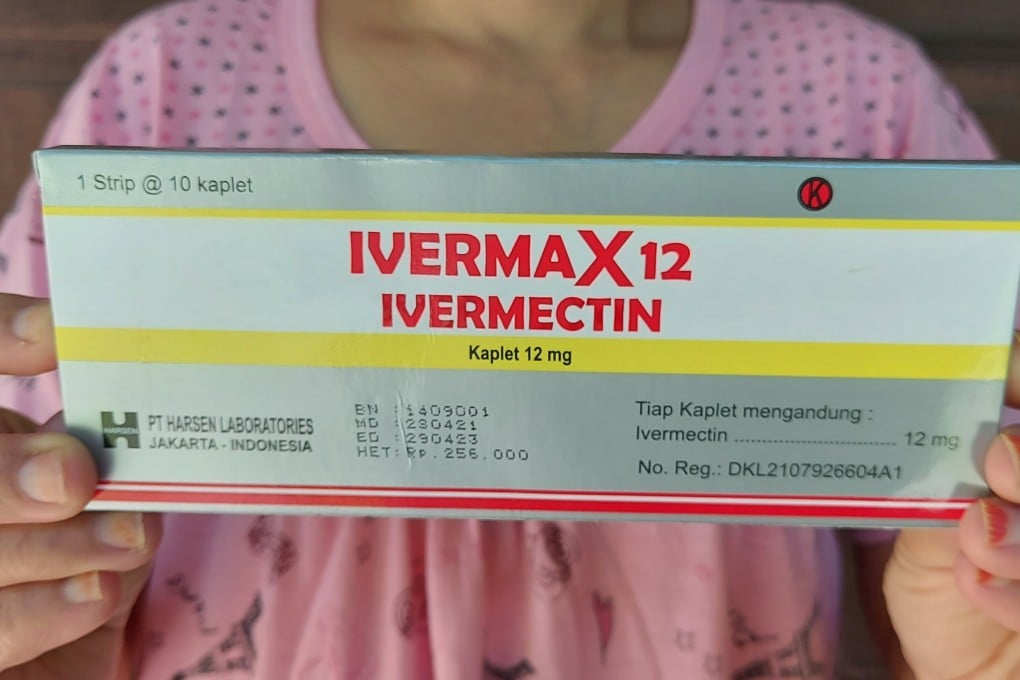 1 Strip @ 10 kaplet
K
IVERMAX 12
IVERMECTIN
Kaplet 12 mg
HARSEN
PT HARSEN LABORATORIES
JAKARTA - INDONESIA
BN : 1409001
MD : 280421
ED : 290423
HET: Rp. 256.000
Tiap Kaplet mengandung :
Ivermectin .............................. 12 mg
No. Reg.: DKL2107926604A1